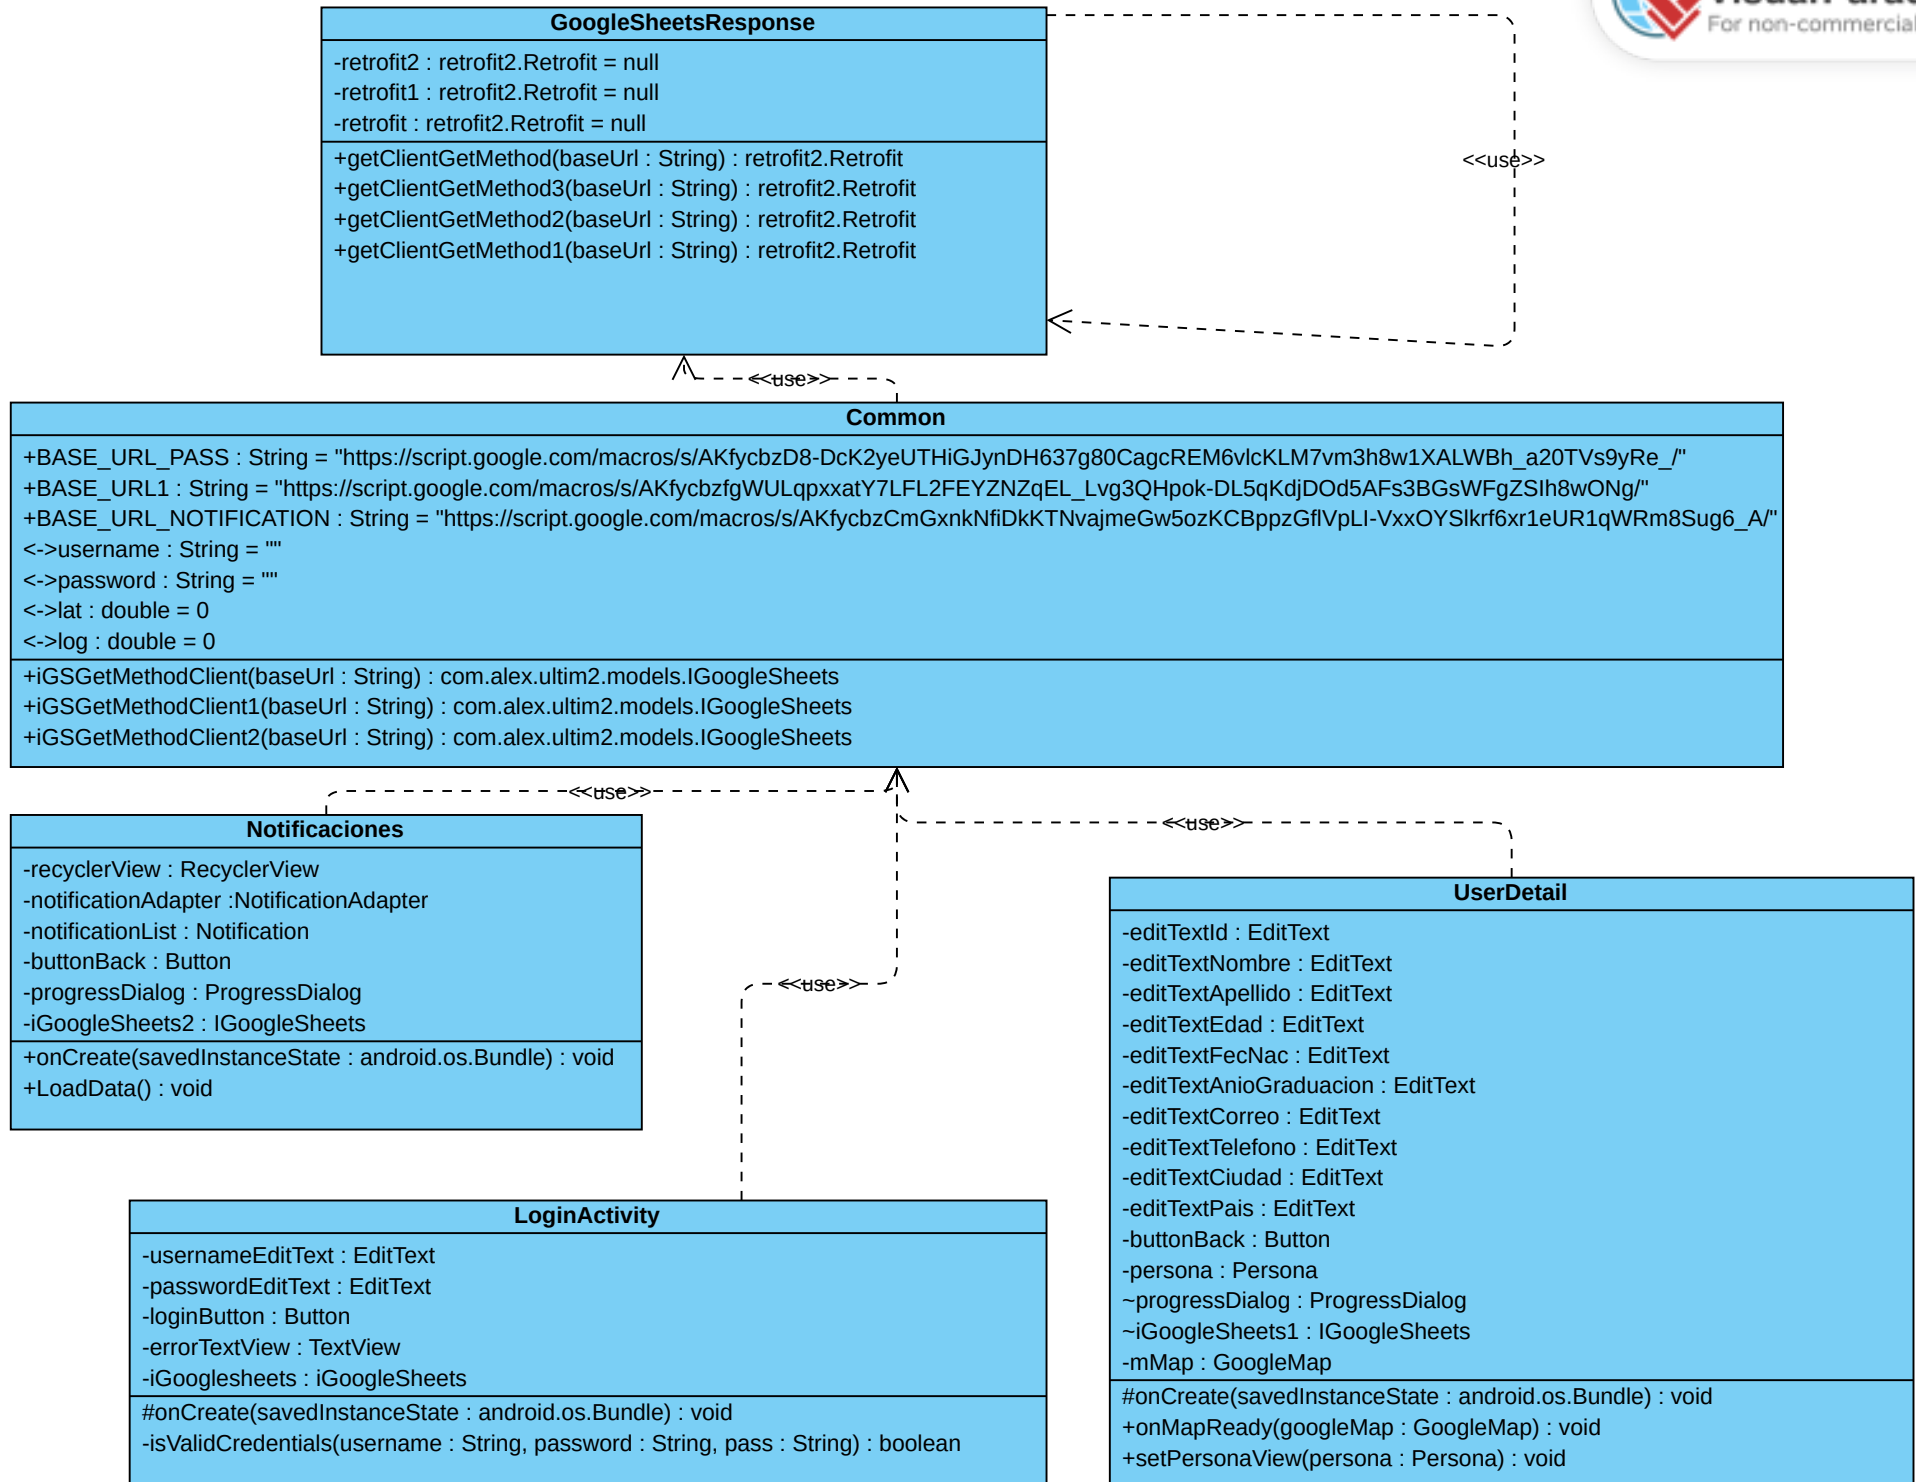 For non-commercial
GoogleSheetsResponse
-retrofit2 : retrofit2.Retrofit = null
-retrofit1 : retrofit2.Retrofit = null
-retrofit : retrofit2.Retrofit = null
+getClientGetMethod(baseUrl : String) : retrofit2.Retrofit
+getClientGetMethod3(baseUrl : String) : retrofit2.Retrofit
+getClientGetMethod2(baseUrl : String) : retrofit2.Retrofit
+getClientGetMethod1(baseUrl : String) : retrofit2.Retrofit
<<use>>
<<use>>
Common
+BASE_URL_PASS : String = "https://script.google.com/macros/s/AKfycbzD8-DcK2yeUTHiGJynDH637g80CagcREM6vlcKLM7vm3h8w1XALWBh_a20TVs9yRe_/"
+BASE_URL1 : String = "https://script.google.com/macros/s/AKfycbzfgWULqpxxatY7LFL2FEYZNZqEL_Lvg3QHpok-DL5qKdjDOd5AFs3BGsWFgZSIh8wONg/"
+BASE_URL_NOTIFICATION : String = "https://script.google.com/macros/s/AKfycbzCmGxnkNfiDkKTNvajmeGw5ozKCBppzGflVpLI-VxxOYSlkrf6xr1eUR1qWRm8Sug6_A/"
<->username : String = ""
<->password : String = ""
<->lat : double = 0
<->log : double = 0
+iGSGetMethodClient(baseUrl : String) : com.alex.ultim2.models.IGoogleSheets
+iGSGetMethodClient1(baseUrl : String) : com.alex.ultim2.models.IGoogleSheets
+iGSGetMethodClient2(baseUrl : String) : com.alex.ultim2.models.IGoogleSheets
<<use>>
<<use>>
<<use>>
Notificaciones
-recyclerView : RecyclerView
-notificationAdapter :NotificationAdapter
-notificationList : Notification
-buttonBack : Button
-progressDialog : ProgressDialog
-iGoogleSheets2 : IGoogleSheets
+onCreate(savedInstanceState : android.os.Bundle) : void
+LoadData() : void
UserDetail
-editTextId : EditText
-editTextNombre : EditText
-editTextApellido : EditText
-editTextEdad : EditText
-editTextFecNac : EditText
-editTextAnioGraduacion : EditText
-editTextCorreo : EditText
-editTextTelefono : EditText
-editTextCiudad : EditText
-editTextPais : EditText
-buttonBack : Button
-persona : Persona
~progressDialog : ProgressDialog
~iGoogleSheets1 : IGoogleSheets
-mMap : GoogleMap
#onCreate(savedInstanceState : android.os.Bundle) : void
+onMapReady(googleMap : GoogleMap) : void
+setPersonaView(persona : Persona) : void
LoginActivity
-usernameEditText : EditText
-passwordEditText : EditText
-loginButton : Button
-errorTextView : TextView
-iGooglesheets : iGoogleSheets
#onCreate(savedInstanceState : android.os.Bundle) : void
-isValidCredentials(username : String, password : String, pass : String) : boolean